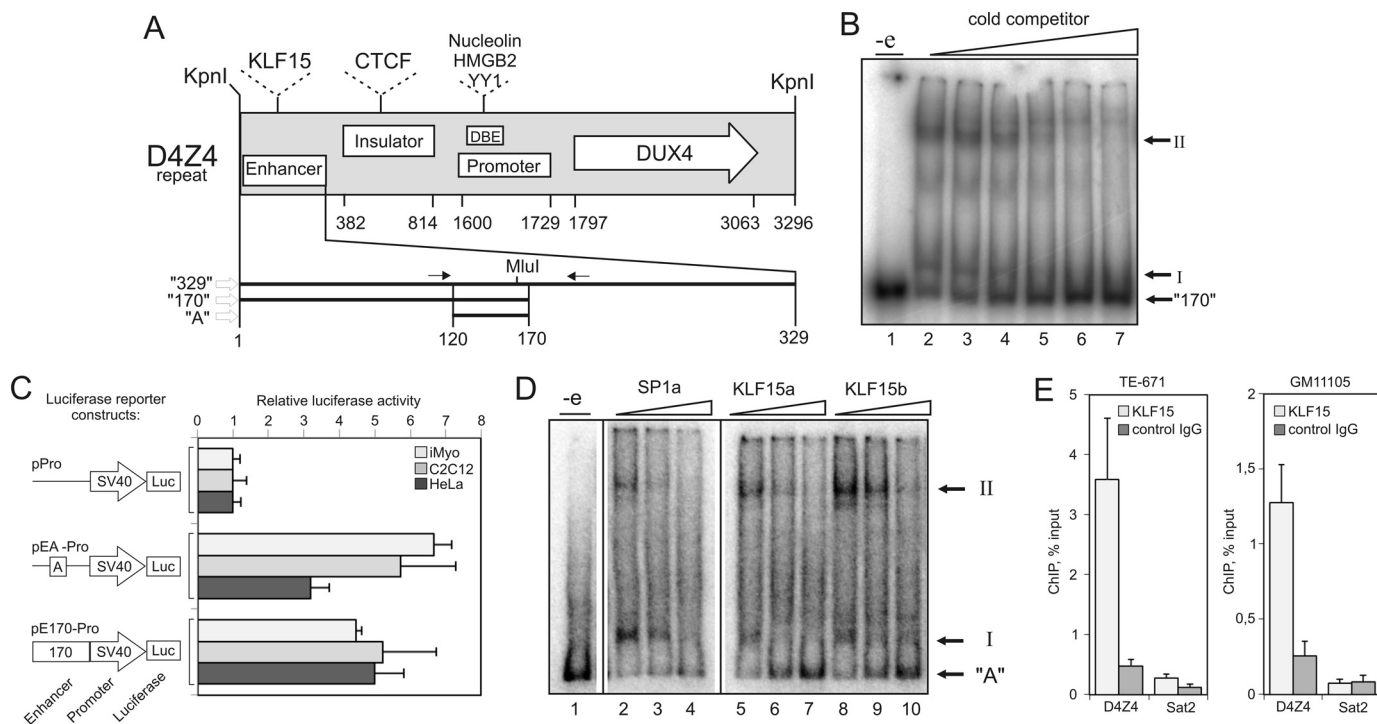 A
KLF15
CTCF
Nucleolin
HMGB2
YY1
KpnI
KpnI
D4Z4
repeat
Enhancer
Insulator
DBE
Promoter
DUX4
382
814
1600
1729
1797
3063
3296
MluI
"329"
"170"
"A"
1
120
170
329
B
cold competitor
-e
II
I
"170"
1 2 3 4 5 6 7
C
Luciferase reporter
constructs:
Relative luciferase activity
0 1 2 3 4 5 6 7 8
iMyo
C2C12
HeLa
pPro
SV40
Luc
pEA -Pro
A
SV40
Luc
pE170-Pro
170
SV40
Luc
Enhancer
Promoter
Luciferase
D
-e
SP1a
KLF15a
KLF15b
II
I
"A"
1 2 3 4 5 6 7 8 9 10
E
TE-671
KLF15
control IgG
ChIP, % input
5
4
3
2
1
0
D4Z4 Sat2
GM11105
KLF15
control IgG
ChIP, % input
2
1,5
1
0,5
0
D4Z4 Sat2